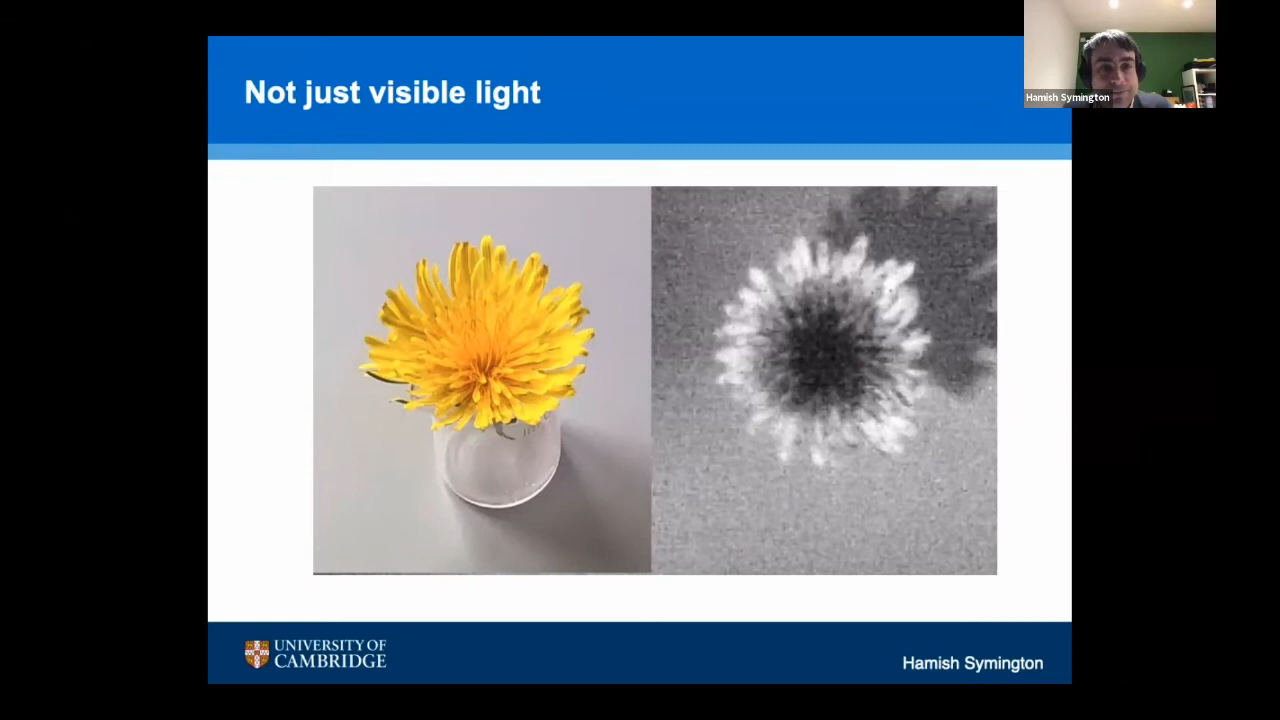 Not just visible light
Hamish Symington
UNIVERSITY OF
CAMBRIDGE
Hamish Symington